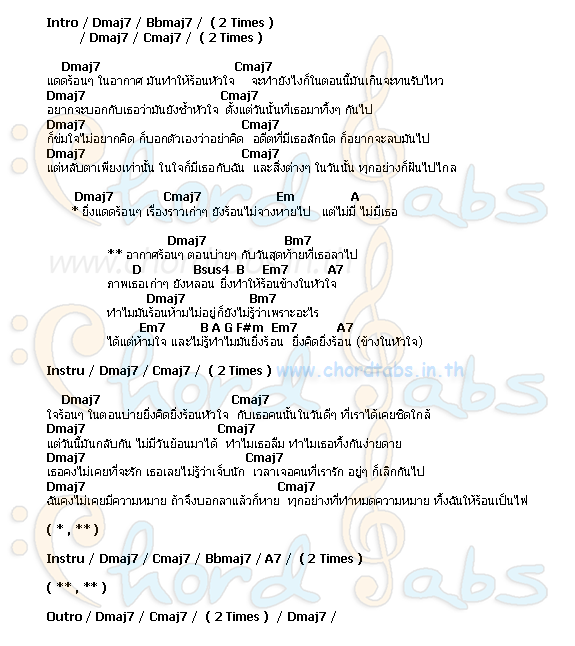 Intro / Dmaj7 / Bbmaj7 / ( 2 Times )
/ Dmaj7 / Cmaj7 / ( 2 Times )
Dmaj7 Cmaj7
แดดร้อนๆ ในอากาศ มันทำให้ร้อนหัวใจ จะทำยังไงก็ในตอนนี้มันเกินจะทนรับไหว
Dmaj7 Cmaj7
อยากจะบอกกับเธอว่ามันยังช้ำหัวใจ ตั้งแต่วันนั้นที่เธอมาทิ้งๆ กันไป
Dmaj7 Cmaj7
ก็ข่มใจไม่อยากคิด ก็บอกตัวเองว่าอย่าคิด อดีตที่มีเธอสักนิด ก็อยากจะลบมันไป
Dmaj7 Cmaj7
แต่หลับตาเพียงเท่านั้น ในใจก็มีเธอกับฉัน และสิ่งต่างๆ ในวันนั้น ทุกอย่างก็ฝันไปไกล
Dmaj7 Cmaj7 Em A
* ยิ่งแดดร้อนๆ เรื่องราวเก่าๆ ยังร้อนไม่จางหายไป แต่ไม่มี ไม่มีเธอ
Dmaj7 Bm7
** อากาศร้อนๆ ตอนบ่ายๆ กับวันสุดท้ายที่เธอลาไป
D Bsus4 B Em7 A7
ภาพเธอเก่าๆ ยังหลอน ยิ่งทำให้ร้อนข้างในหัวใจ
Dmaj7 Bm7
ทำไมมันร้อนห้ามไม่อยู่ก็ยังไม่รู้ว่าเพราะอะไร
Em7 B A G F#m Em7 A7
ได้แต่ห้ามใจ และไม่รู้ทำไมมันยิ่งร้อน ยิ่งคิดยิ่งร้อน (ข้างในหัวใจ)
Instru / Dmaj7 / Cmaj7 / ( 2 Times )
www.chordtabs.in.th
Dmaj7 Cmaj7
ใจร้อนๆ ในตอนบ่ายยิ่งคิดยิ่งร้อนหัวใจ กับเธอคนนั้นในวันดีๆ ที่เราได้เคยชิดใกล้
Dmaj7 Cmaj7
แต่วันนี้มันกลับกัน ไม่มีวันย้อนมาได้ ทำไมเธอลืม ทำไมเธอทิ้งกันง่ายดาย
Dmaj7 Cmaj7
เธอคงไม่เคยที่จะรัก เธอเลยไม่รู้ว่าเจ็บนัก เวลาเจอคนที่เรารัก อยู่ๆ ก็เลิกกันไป
Dmaj7 Cmaj7
ฉันคงไม่เคยมีความหมาย ถ้าจึงบอกลาแล้วก็หาย ทุกอย่างที่ทำหมดความหมาย ทิ้งฉันให้ร้อนเป็นไฟ
( * , ** )
Instru / Dmaj7 / Cmaj7 / Bbmaj7 / A7 / ( 2 Times )
( ** , ** )
Outro / Dmaj7 / Cmaj7 / ( 2 Times ) / Dmaj7 /